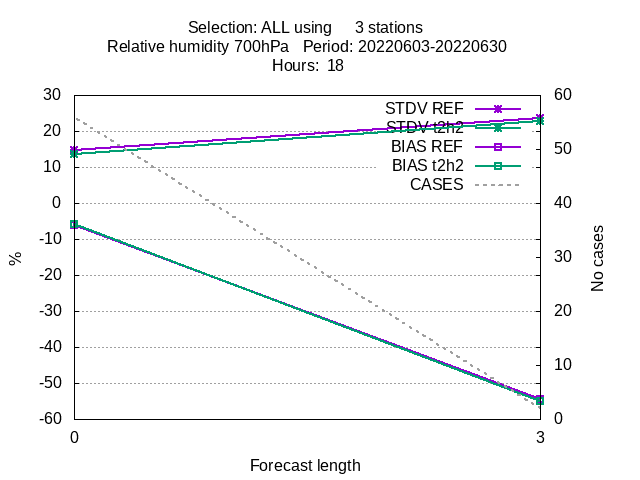 Selection: ALL using 3 stations
Relative humidity 700hPa Period: 20220603-20220630
Hours: 18
30
20
10
0
-10
-20
-30
-40
-50
-60
%
STDV REF
STDV t2h2
BIAS REF
BIAS t2h2
CASES
60
50
40
30
20
10
0
No cases
0
3
Forecast length